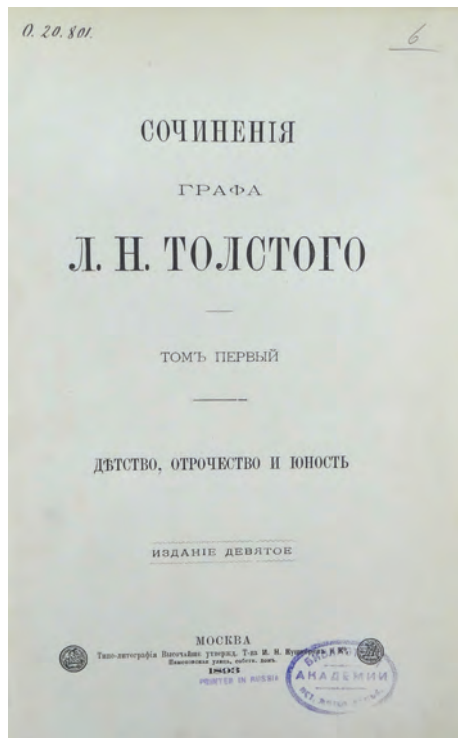 О. 20. 801.
6
СОЧИНЕНІЯ
ГРАФА
Л. Н. ТОЛСТОГО
ТОМЪ ПЕРВЫЙ
ДѢТСТВО, ОТРОЧЕСТВО И ЮНОСТЬ
ИЗДАНІЕ ДЕВЯТОЕ
МОСКВА
Типо-литографія Высочайше утвержд. Т-ва И. Н. Кушнеревъ и К°,
Пименовская улица, собств. домъ.
1893
PRINTED IN RUSSIA
АКАДЕМИИ